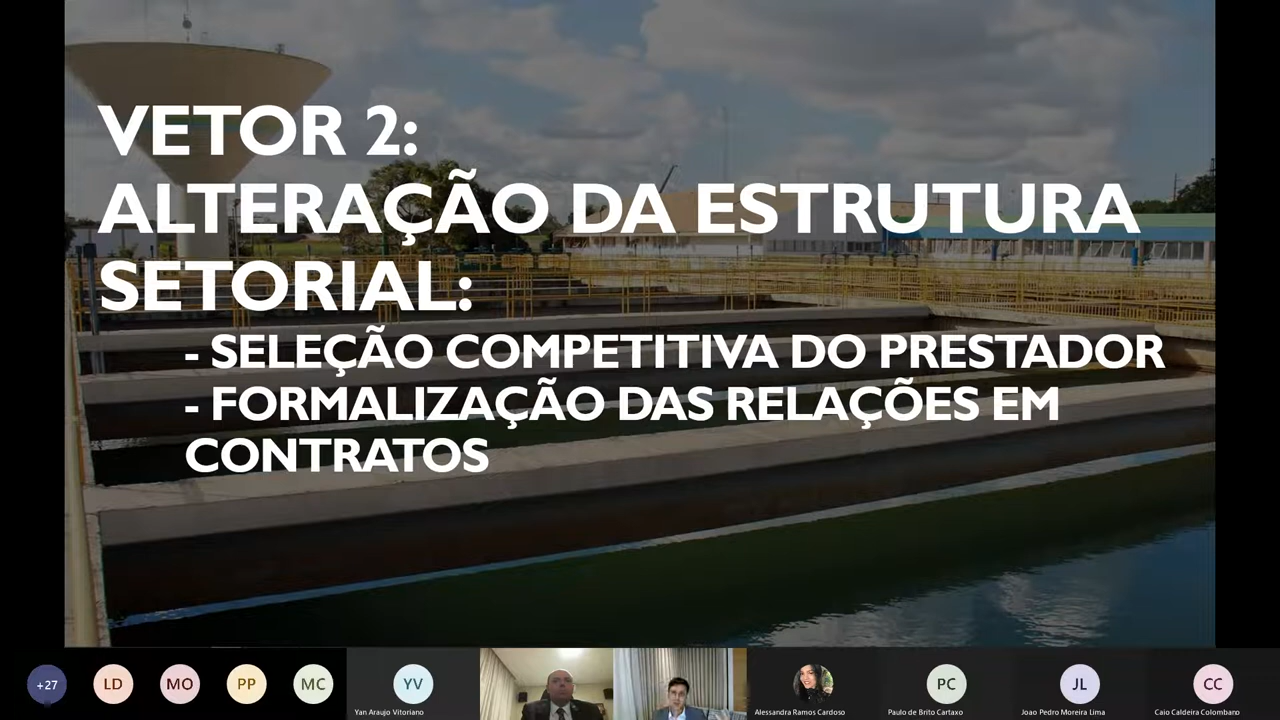 VETOR 2:
ALTERAÇÃO DA ESTRUTURA
SETORIAL:
- SELEÇÃO COMPETITIVA DO PRESTADOR
- FORMALIZAÇÃO DAS RELAÇÕES EM
CONTRATOS
+27
LD
MO
PP
MC
YV
PC
JL
CC
Yan Araujo Vitoriano
Alessandra Ramos Cardoso
Paulo de Brito Cartaxo
Joao Pedro Moreira Lima
Caio Caldeira Colombano